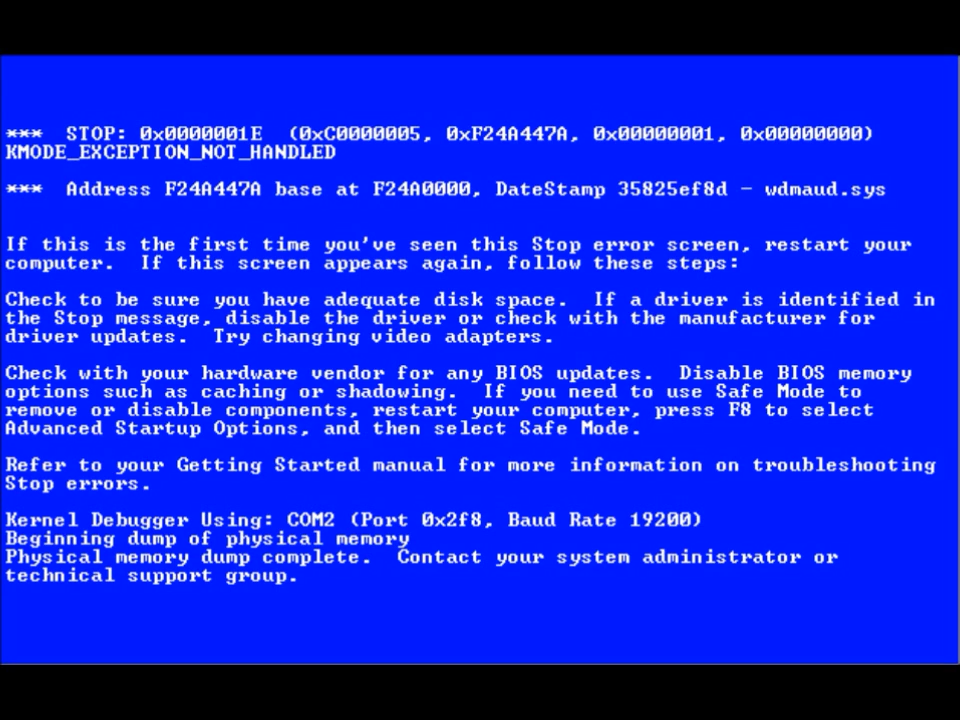 *** STOP: 0x0000001E (0xC0000005, 0xF24A447A, 0x00000001, 0x00000000)
KMODE_EXCEPTION_NOT_HANDLED
*** Address F24A447A base at F24A0000, DateStamp 35825ef8d - wdmaud.sys
If this is the first time you've seen this Stop error screen, restart your
computer. If this screen appears again, follow these steps:
Check to be sure you have adequate disk space. If a driver is identified in
the Stop message, disable the driver or check with the manufacturer for
driver updates. Try changing video adapters.
Check with your hardware vendor for any BIOS updates. Disable BIOS memory
options such as caching or shadowing. If you need to use Safe Mode to
remove or disable components, restart your computer, press F8 to select
Advanced Startup Options, and then select Safe Mode.
Refer to your Getting Started manual for more information on troubleshooting
Stop errors.
Kernel Debugger Using: COM2 (Port 0x2f8, Baud Rate 19200)
Beginning dump of physical memory
Physical memory dump complete. Contact your system administrator or
technical support group.